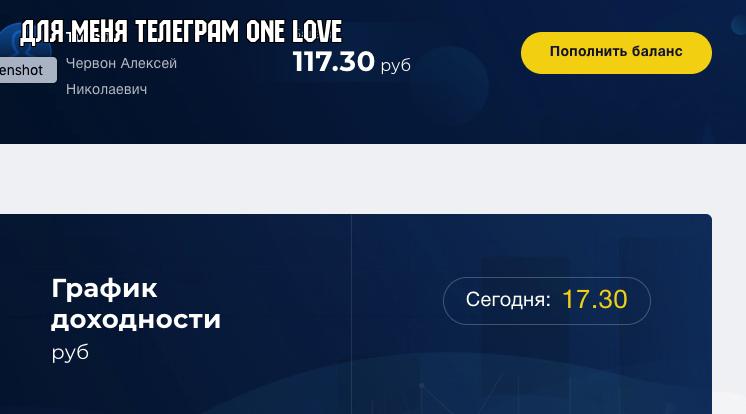 ДЛЯ МЕНЯ ТЕЛЕГРАМ ONE LOVE
enshot
Червон Алексей
Николаевич
117.30 руб
Пополнить баланс
График
доходности
руб
Сегодня: 17.30